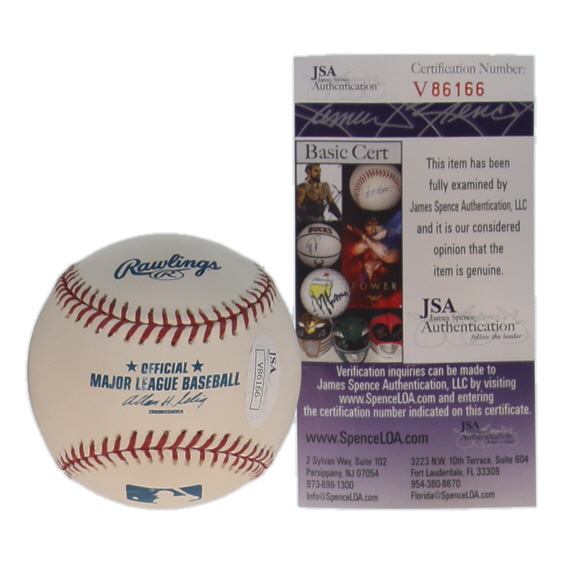 Rawlings
R
★ OFFICIAL ★
MAJOR LEAGUE BASEBALL
Allan H. Selig
COMMISSIONER
JSA
V86166
JSA
James Spence
Authentication
Certification Number:
V86166
James Spence
Basic Cert
BUCKS
POWER
This item has been
fully examined by
James Spence Authentication, LLC
and it is our considered
opinion that the
item is genuine.
JSA
James Spence
Authentication
follow the leader
Verification inquiries can be made to
James Spence Authentication, LLC by visiting
www.SpenceLOA.com and entering
the certification number indicated on this certificate.
www.SpenceLOA.com
JSA
Authentication
2 Sylvan Way, Suite 102
Parsippany, NJ 07054
973-898-1300
Info@SpenceLOA.com
3223 N.W. 10th Terrace, Suite 604
Fort Lauderdale, FL 33309
954-380-8670
Florida@SpenceLOA.com